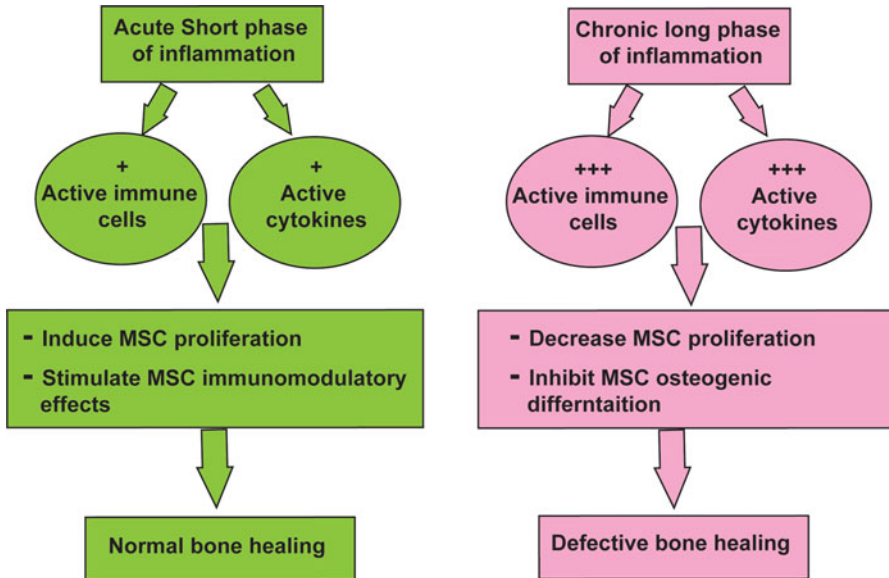 Acute Short phase
of inflammation
+
Active immune
cells
+
Active
cytokines
- Induce MSC proliferation
- Stimulate MSC immunomodulatory
effects
Normal bone healing
Chronic long phase
of inflammation
+++
Active immune
cells
+++
Active
cytokines
- Decrease MSC proliferation
- Inhibit MSC osteogenic
differntaition
Defective bone healing